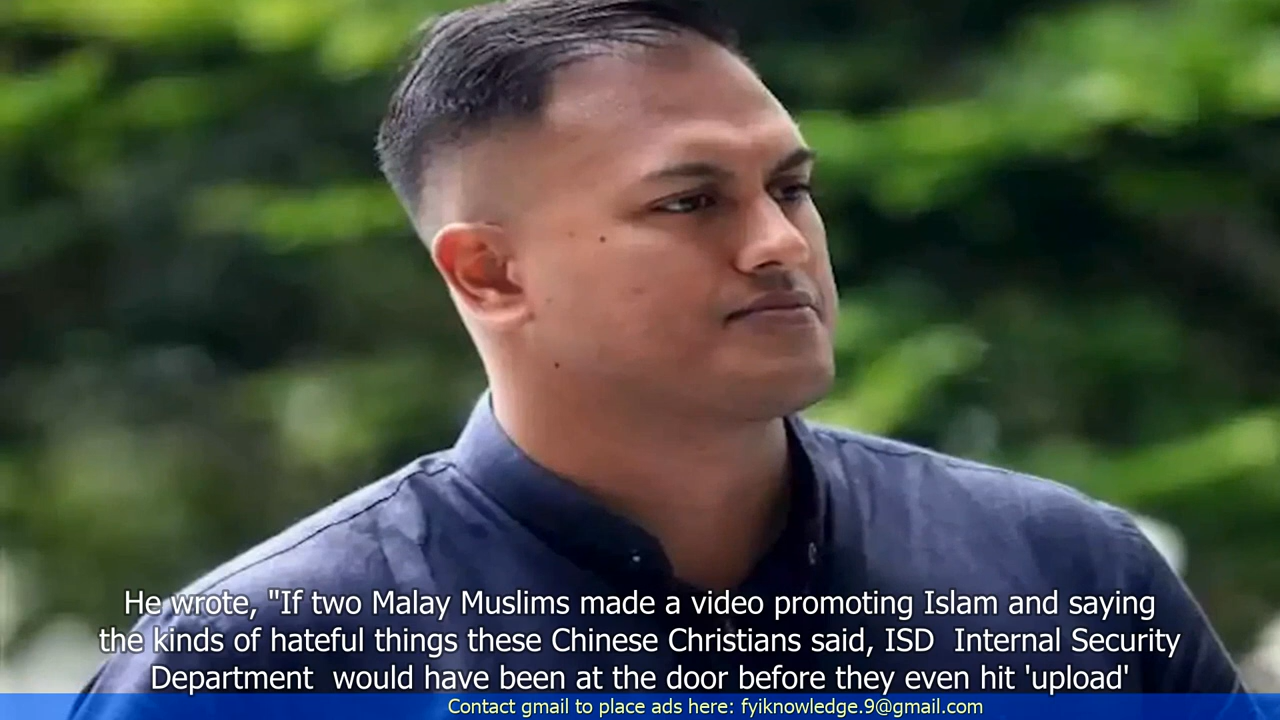 He wrote, "If two Malay Muslims made a video promoting Islam and saying
the kinds of hateful things these Chinese Christians said, ISD  Internal Security
Department  would have been at the door before they even hit 'upload'
Contact gmail to place ads here: fyiknowledge.9@gmail.com